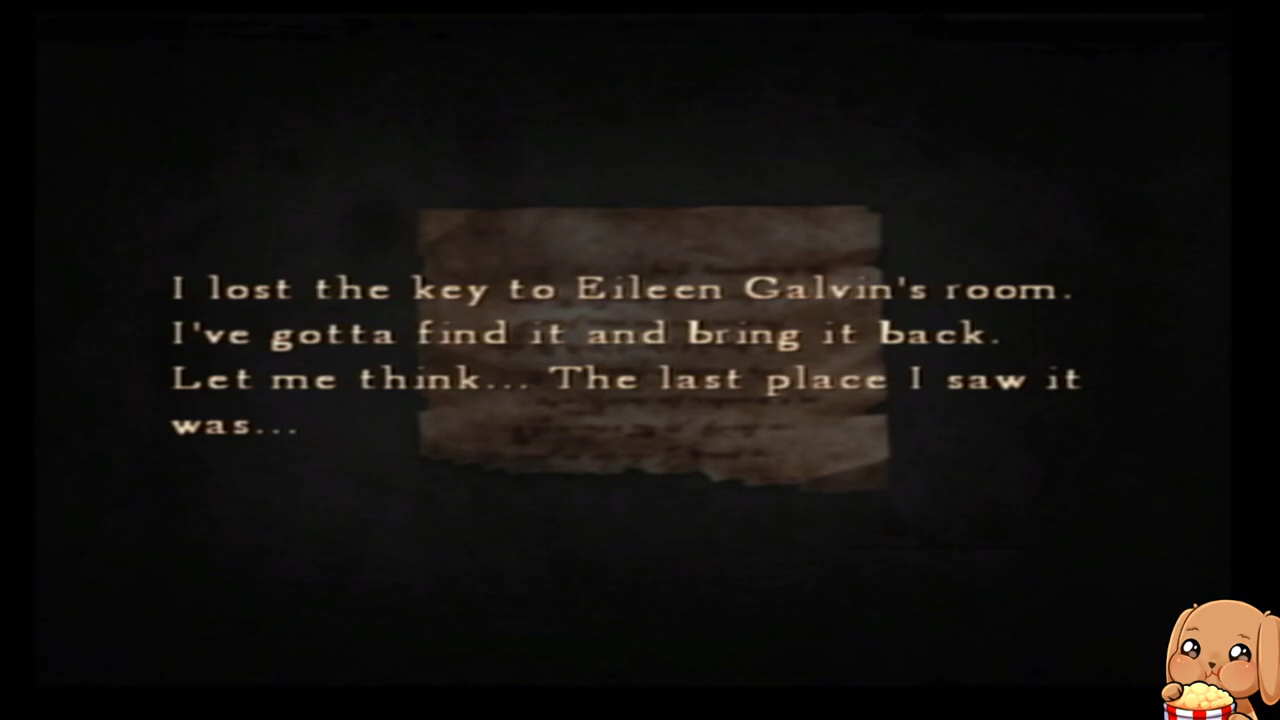 I lost the key to Eileen Galvin's room.
I've gotta find it and bring it back.
Let me think... The last place I saw it
was...